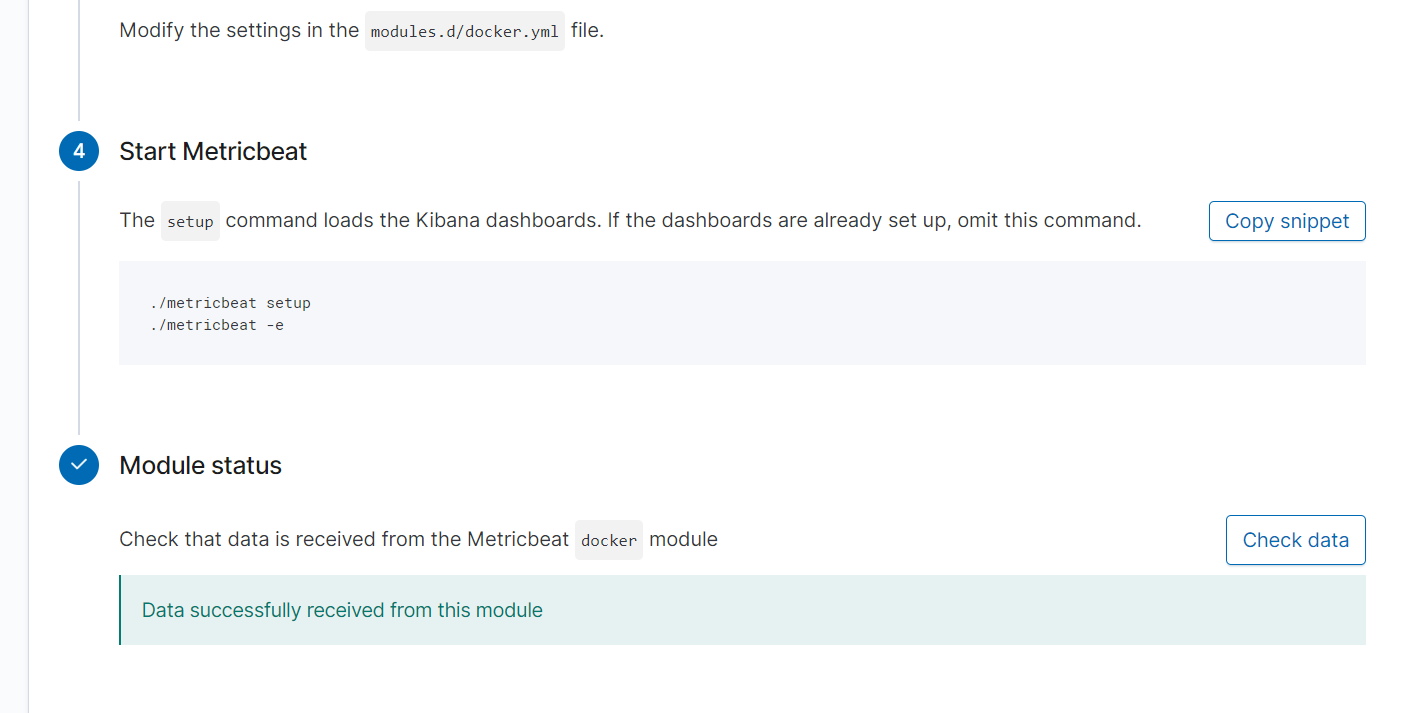 Modify the settings in the modules.d/docker.yml file.
4 Start Metricbeat
The setup command loads the Kibana dashboards. If the dashboards are already set up, omit this command.
Copy snippet
./metricbeat setup
./metricbeat -e
Module status
Check that data is received from the Metricbeat docker module
Check data
Data successfully received from this module